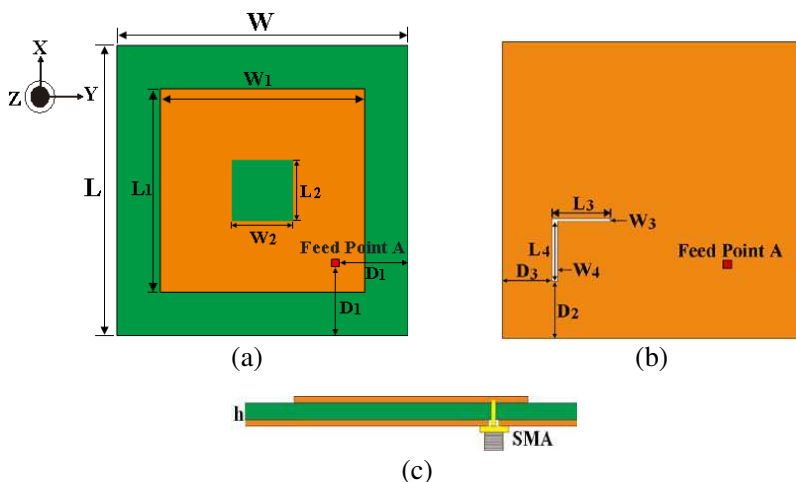 W
X
Z
Y
W1
L
L1
L2
W2
Feed Point A
D1
D1
(a)
L3
W3
L4
W4
D3
D2
Feed Point A
(b)
h
SMA
(c)